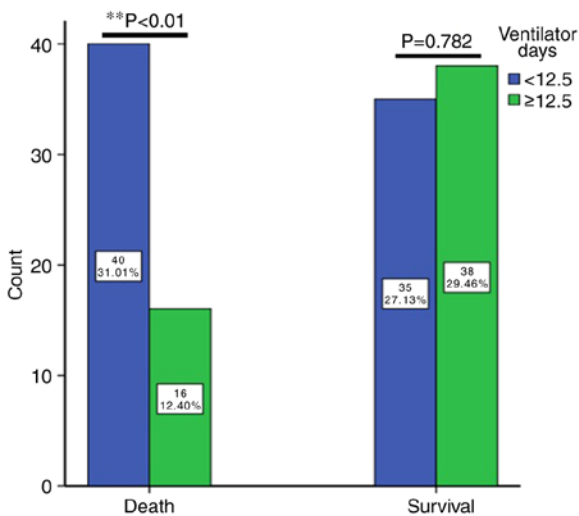 **P<0.01
P=0.782
Ventilator
days
<12.5
≥12.5
40
30
20
10
0
Count
40
31.01%
16
12.40%
35
27.13%
38
29.46%
Death
Survival